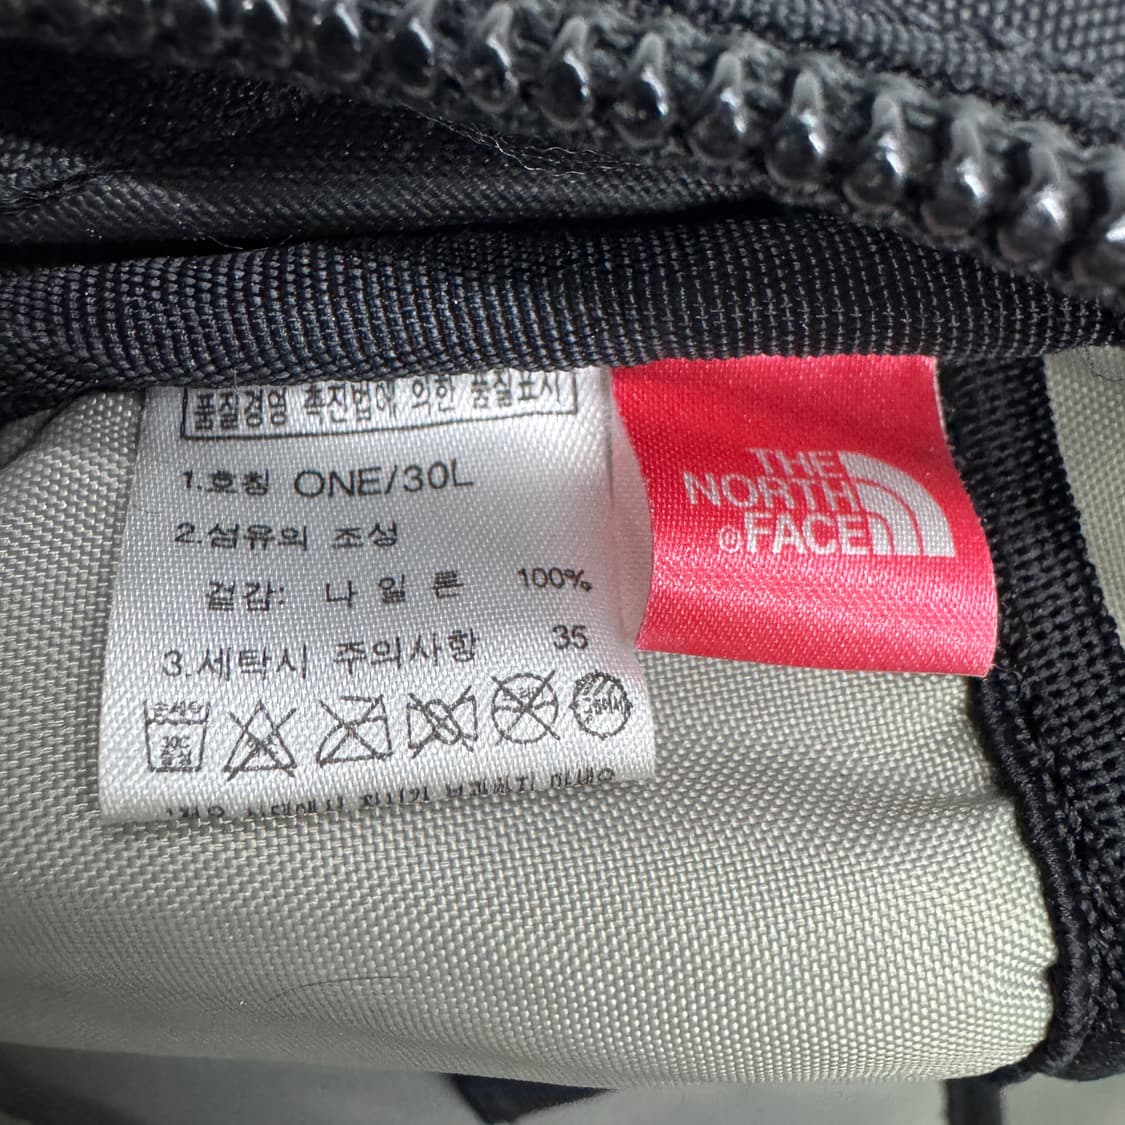 품질경영 촉진법에 의한 품질표시
1.호칭 ONE/30L
2.섬유의 조성
겉감: 나 일 론 100%
3.세탁시 주의사항 35
THE
NORTH
®FACE